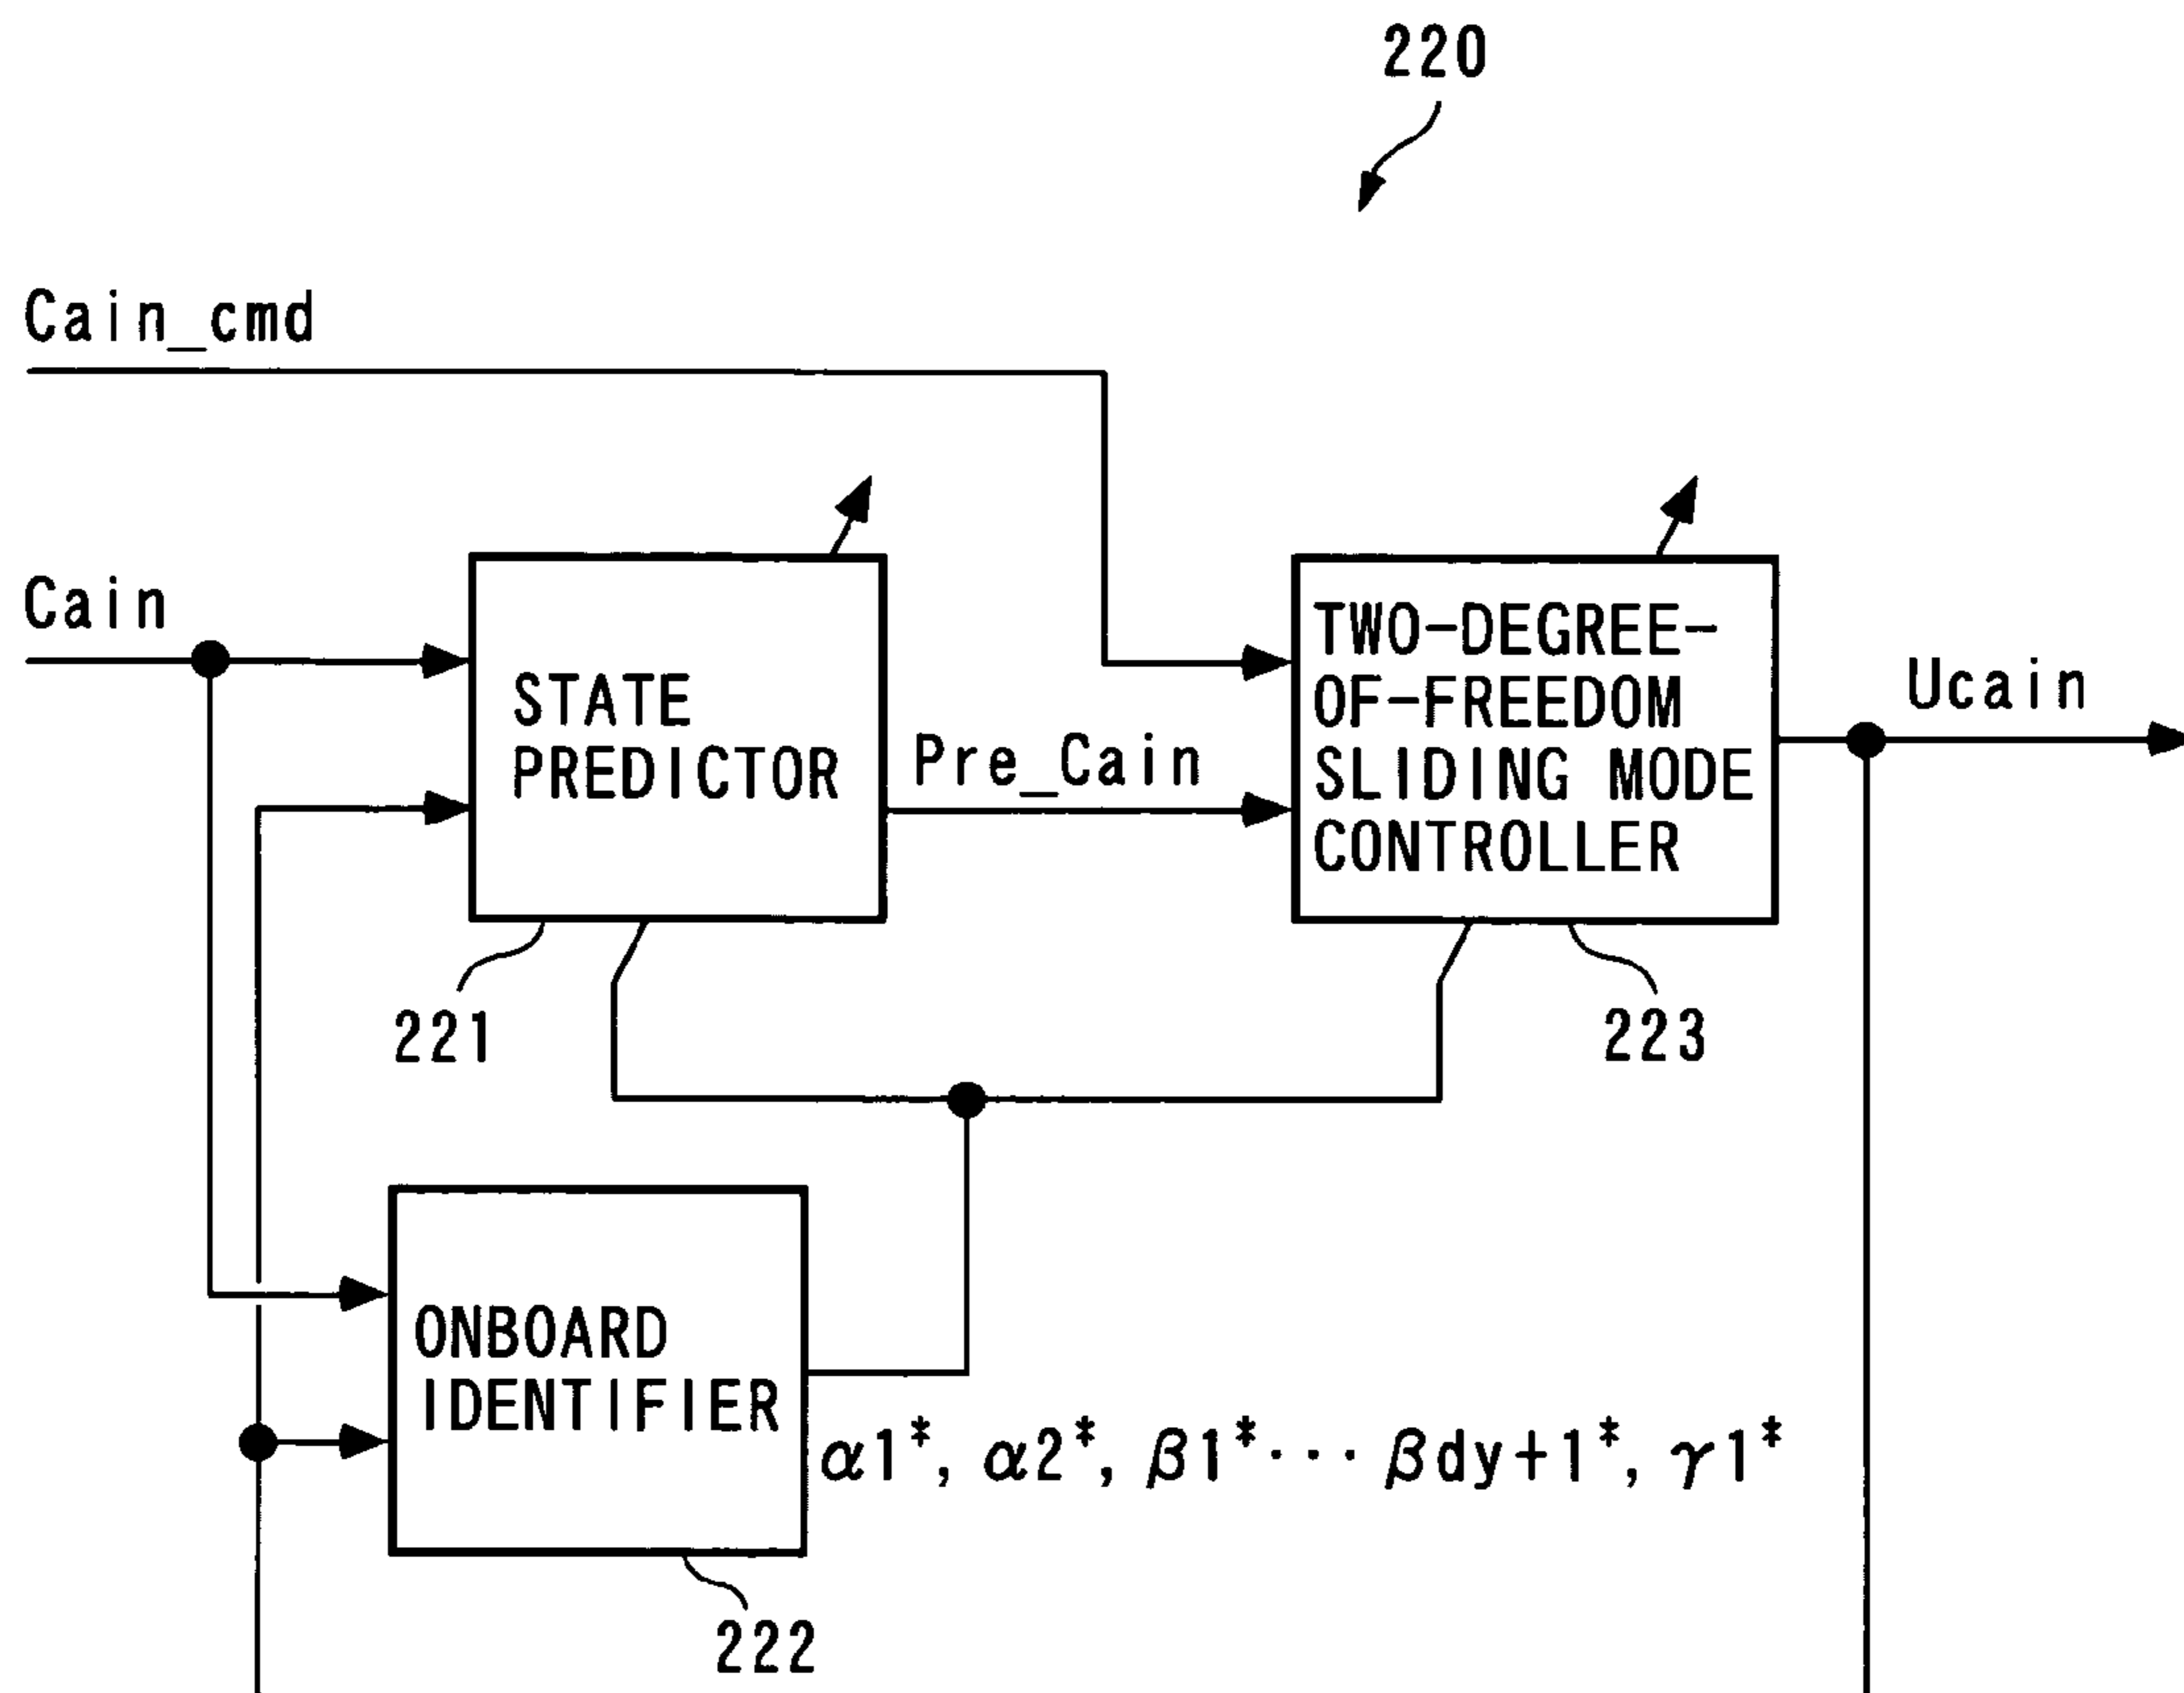 220
Cain_cmd
Cain
STATE
PREDICTOR
Pre_Cain
TWO-DEGREE-
OF-FREEDOM
SLIDING MODE
CONTROLLER
Ucain
221
223
ONBOARD
IDENTIFIER
α1*, α2*, β1*··· βdy+1*, γ1*
222